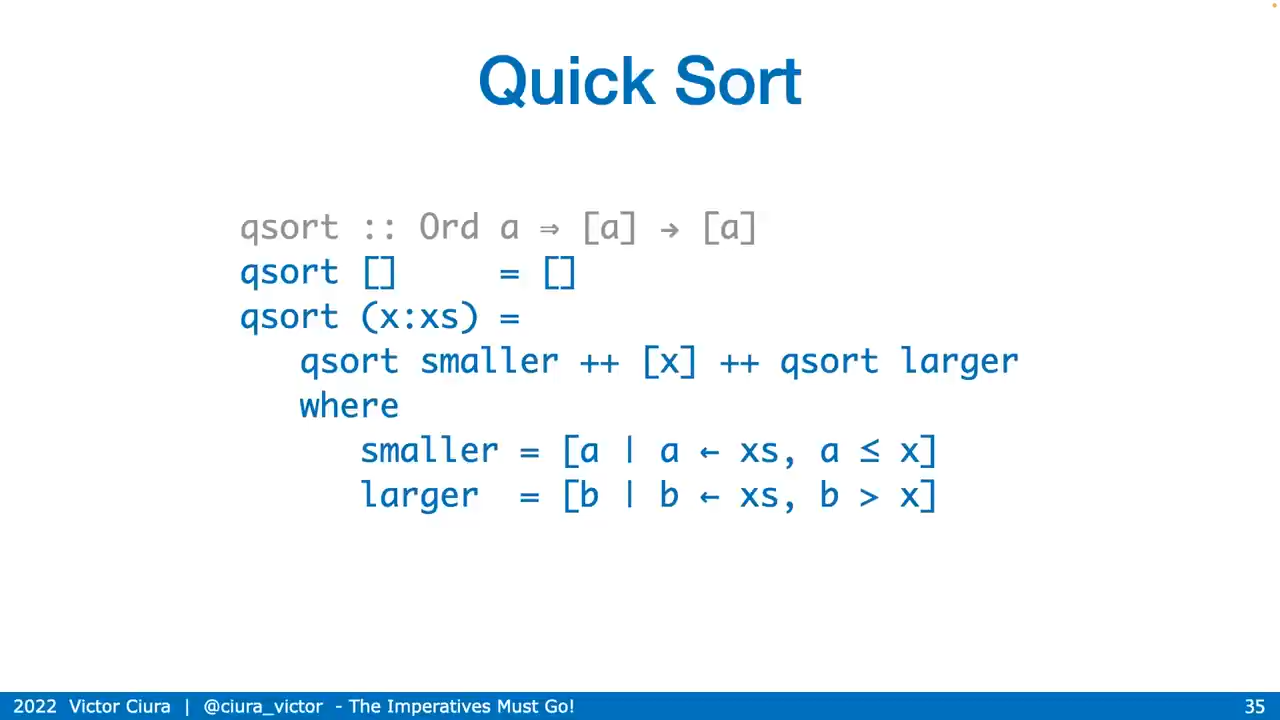 Quick Sort
qsort :: Ord a ⇒ [a] → [a]
qsort []     = []
qsort (x:xs) =
   qsort smaller ++ [x] ++ qsort larger
   where
      smaller = [a | a ← xs, a ≤ x]
      larger  = [b | b ← xs, b > x]
2022 Victor Ciura | @ciura_victor - The Imperatives Must Go! 35